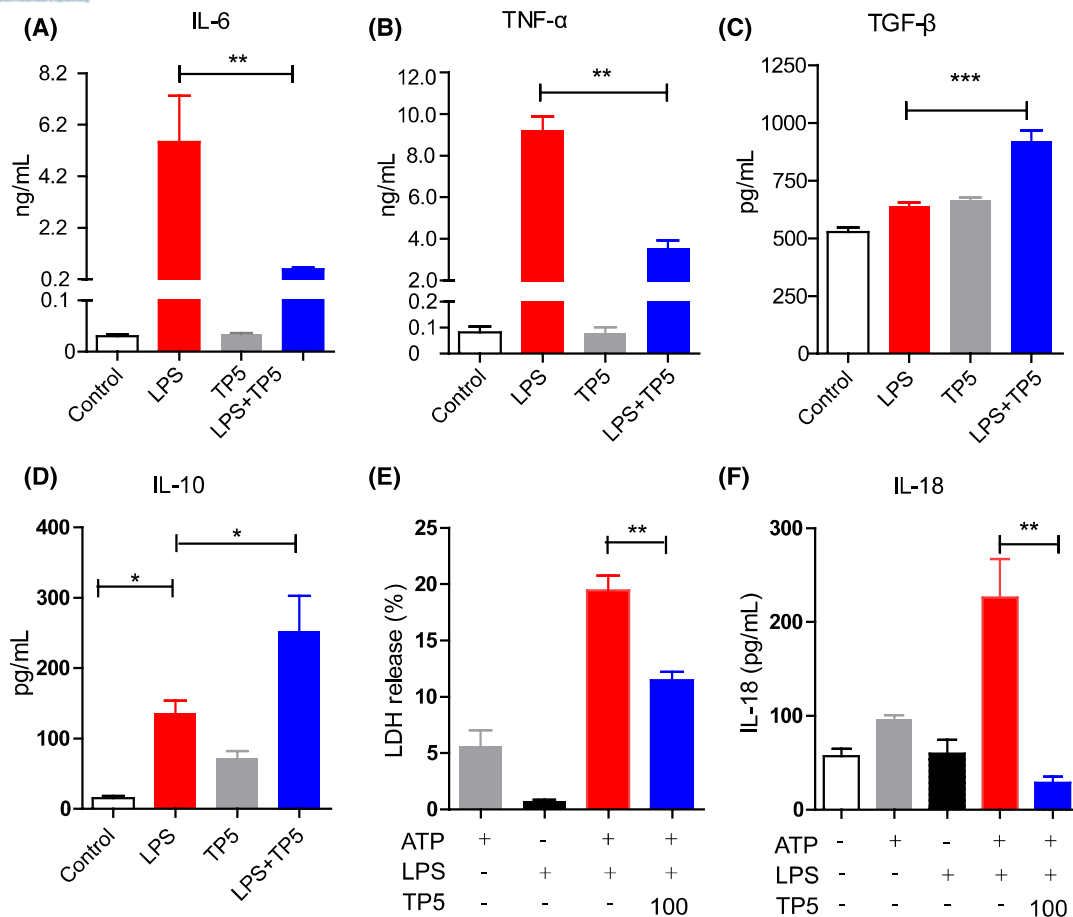 (A)
IL-6
**
8.2
6.2
4.2
2.2
0.2
0.1
0
ng/mL
Control
LPS
TP5
LPS+TP5
(B)
TNF-α
**
12.0
10.0
8.0
6.0
4.0
2.0
0.2
0.1
0.0
ng/mL
Control
LPS
TP5
LPS+TP5
(C)
TGF-β
***
1250
1000
750
500
250
0
pg/mL
Control
LPS
TP5
LPS+TP5
(D)
IL-10
*
*
400
300
200
100
0
pg/mL
Control
LPS
TP5
LPS+TP5
(E)
**
25
20
15
10
5
0
LDH release (%)
ATP + - + +
LPS - + + +
TP5 - - - 100
(F)
IL-18
**
300
200
100
0
IL-18 (pg/mL)
ATP - + - + +
LPS - - + + +
TP5 - - - - 100